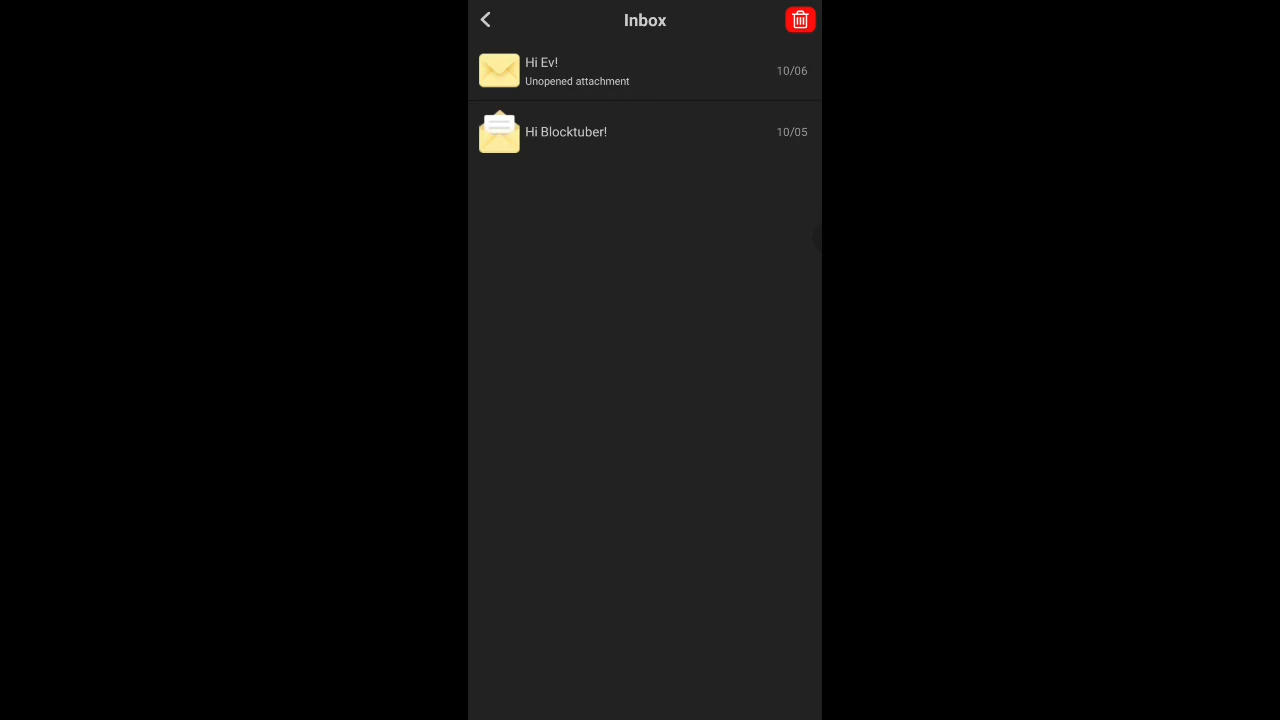 Inbox
Hi Ev!
Unopened attachment
10/06
Hi Blocktuber!
10/05